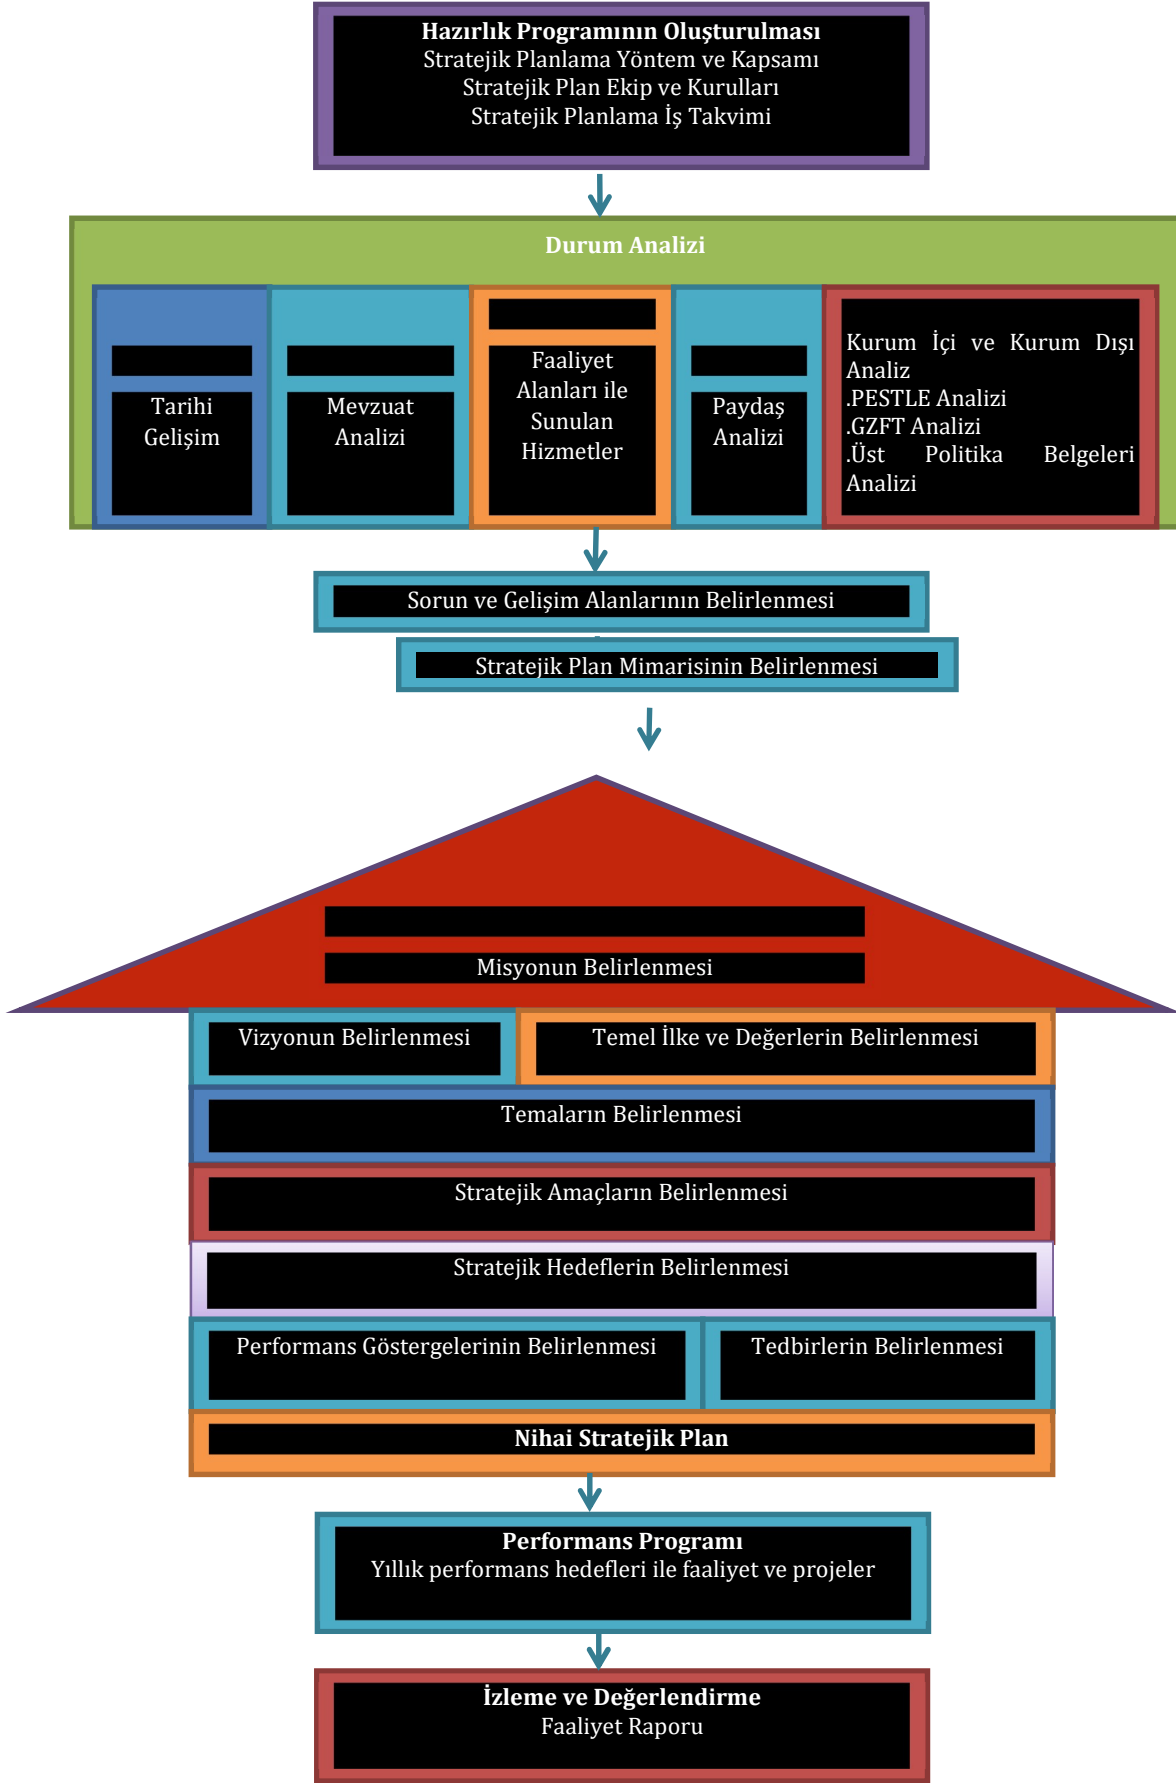 Hazırlık Programının Oluşturulması
Stratejik Planlama Yöntem ve Kapsamı
Stratejik Plan Ekip ve Kurulları
Stratejik Planlama İş Takvimi
Durum Analizi
Tarihi
Gelişim
Mevzuat
Analizi
Faaliyet
Alanları ile
Sunulan
Hizmetler
Paydaş
Analizi
Kurum İçi ve Kurum Dışı
Analiz
.PESTLE Analizi
.GZFT Analizi
.Üst Politika Belgeleri
Analizi
Sorun ve Gelişim Alanlarının Belirlenmesi
Stratejik Plan Mimarisinin Belirlenmesi
Misyonun Belirlenmesi
Vizyonun Belirlenmesi
Temel İlke ve Değerlerin Belirlenmesi
Temaların Belirlenmesi
Stratejik Amaçların Belirlenmesi
Stratejik Hedeflerin Belirlenmesi
Performans Göstergelerinin Belirlenmesi
Tedbirlerin Belirlenmesi
Nihai Stratejik Plan
Performans Programı
Yıllık performans hedefleri ile faaliyet ve projeler
İzleme ve Değerlendirme
Faaliyet Raporu